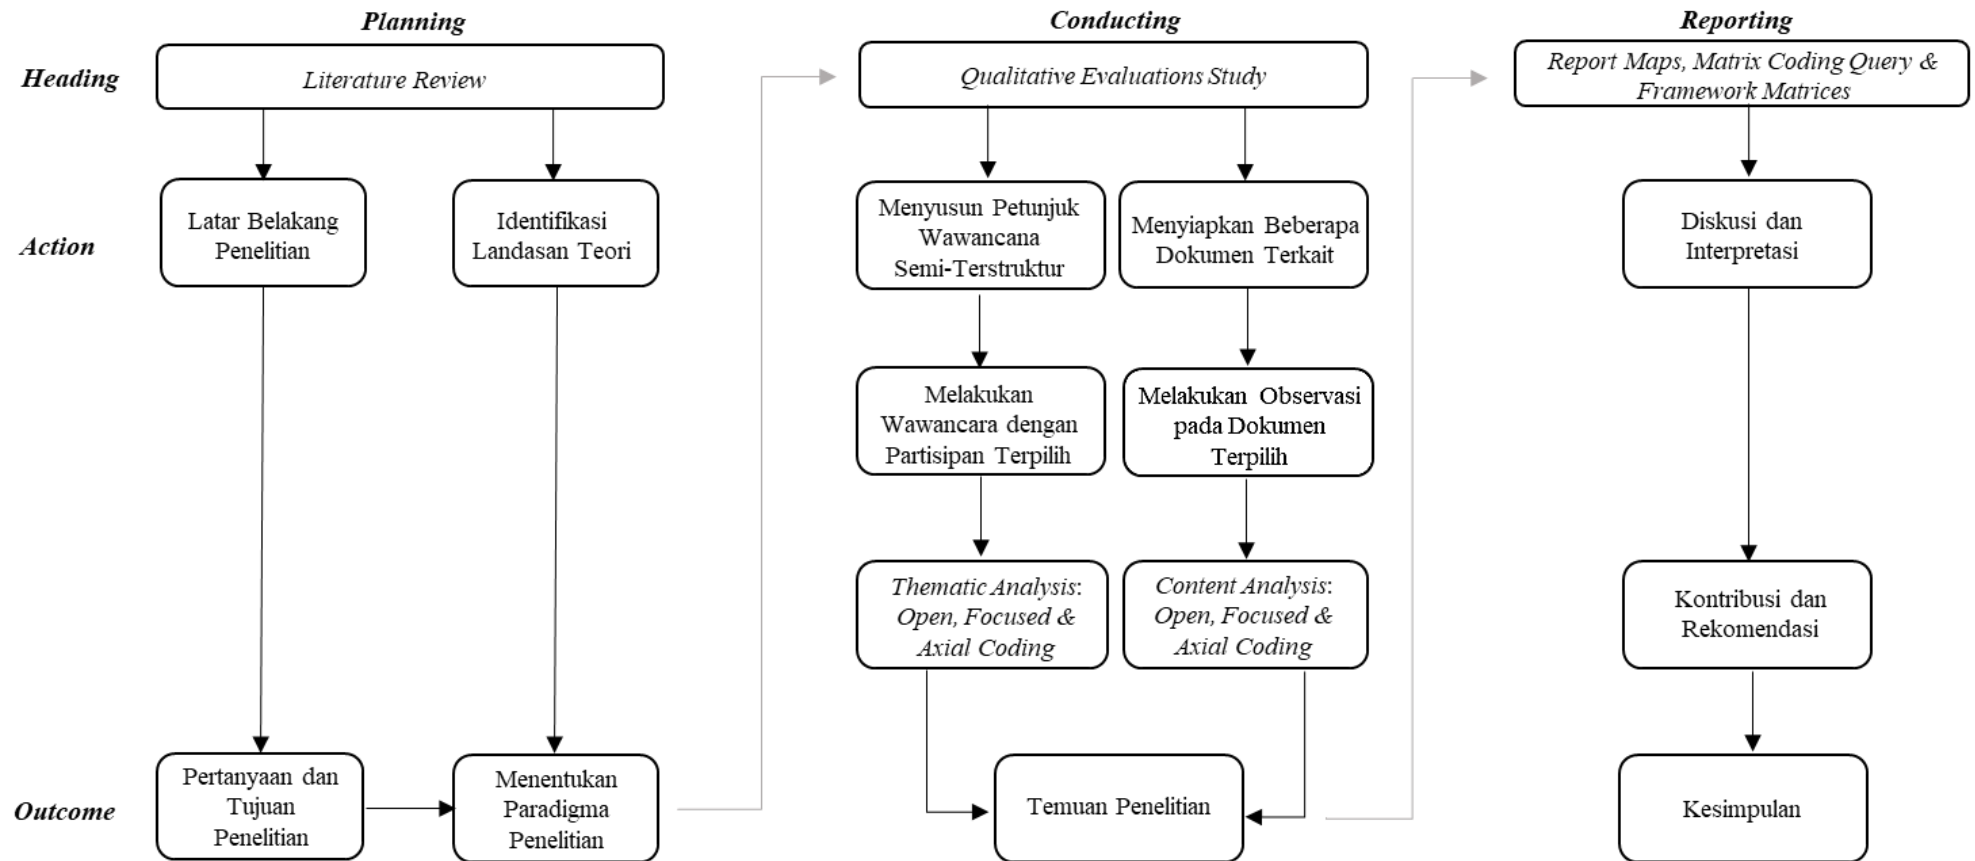 Planning
Conducting
Reporting
Heading
Literature Review
Qualitative Evaluations Study
Report Maps, Matrix Coding Query &
Framework Matrices
Action
Latar Belakang
Penelitian
Identifikasi
Landasan Teori
Menyusun Petunjuk
Wawancana
Semi-Terstruktur
Menyiapkan Beberapa
Dokumen Terkait
Diskusi dan
Interpretasi
Melakukan
Wawancara dengan
Partisipan Terpilih
Melakukan Observasi
pada Dokumen
Terpilih
Thematic Analysis:
Open, Focused &
Axial Coding
Content Analysis:
Open, Focused &
Axial Coding
Kontribusi dan
Rekomendasi
Outcome
Pertanyaan dan
Tujuan
Penelitian
Menentukan
Paradigma
Penelitian
Temuan Penelitian
Kesimpulan